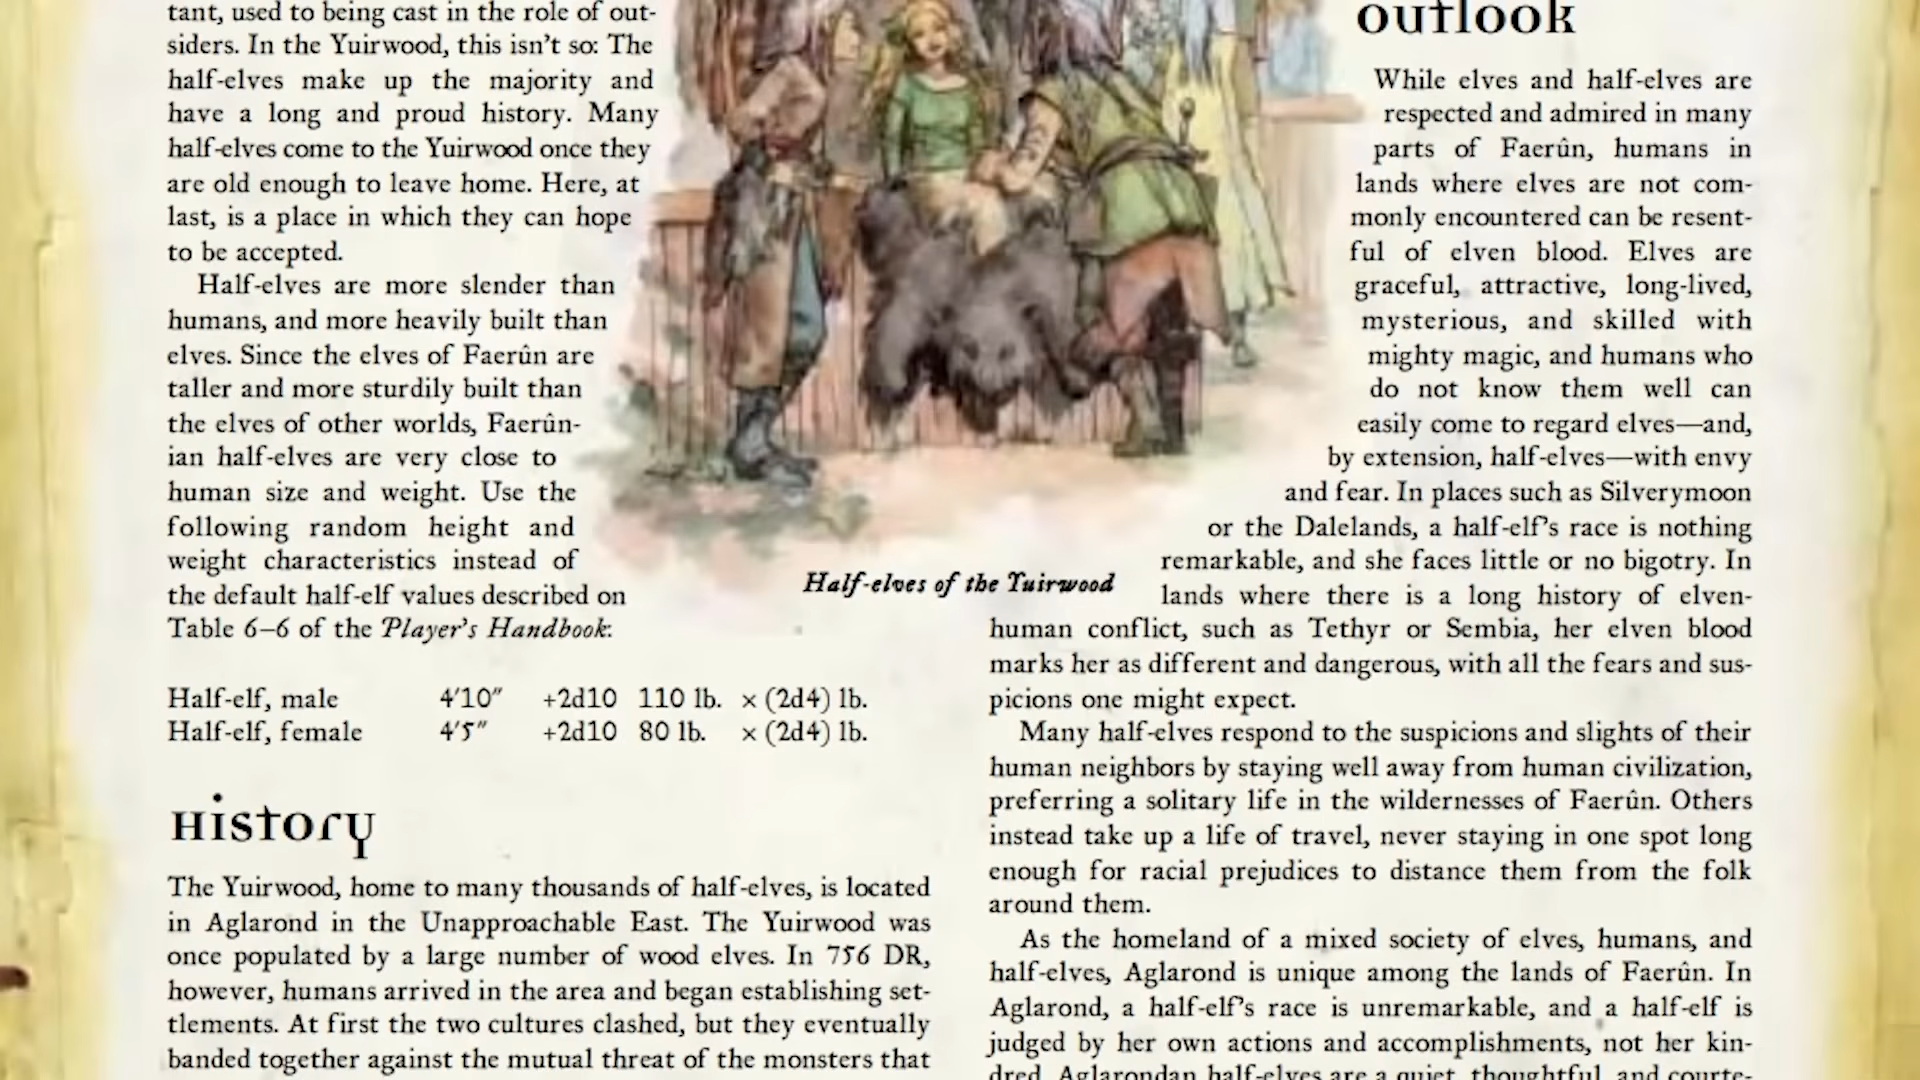 tant, used to being cast in the role of out-
siders. In the Yuirwood, this isn't so: The
half-elves make up the majority and
have a long and proud history. Many
half-elves come to the Yuirwood once they
are old enough to leave home. Here, at
last, is a place in which they can hope
to be accepted.
Half-elves are more slender than
humans, and more heavily built than
elves. Since the elves of Faerûn are
taller and more sturdily built than
the elves of other worlds, Faerûn-
ian half-elves are very close to
human size and weight. Use the
following random height and
weight characteristics instead of
the default half-elf values described on
Table 6–6 of the Player's Handbook:
Half-elf, male 4'10" +2d10 110 lb. × (2d4) lb.
Half-elf, female 4'5" +2d10 80 lb. × (2d4) lb.
History
The Yuirwood, home to many thousands of half-elves, is located
in Aglarond in the Unapproachable East. The Yuirwood was
once populated by a large number of wood elves. In 756 DR,
however, humans arrived in the area and began establishing set-
tlements. At first the two cultures clashed, but they eventually
banded together against the mutual threat of the monsters that
Half-elves of the Yuirwood
outlook
While elves and half-elves are
respected and admired in many
parts of Faerûn, humans in
lands where elves are not com-
monly encountered can be resent-
ful of elven blood. Elves are
graceful, attractive, long-lived,
mysterious, and skilled with
mighty magic, and humans who
do not know them well can
easily come to regard elves—and,
by extension, half-elves—with envy
and fear. In places such as Silverymoon
or the Dalelands, a half-elf's race is nothing
remarkable, and she faces little or no bigotry. In
lands where there is a long history of elven-
human conflict, such as Tethyr or Sembia, her elven blood
marks her as different and dangerous, with all the fears and sus-
picions one might expect.
Many half-elves respond to the suspicions and slights of their
human neighbors by staying well away from human civilization,
preferring a solitary life in the wildernesses of Faerûn. Others
instead take up a life of travel, never staying in one spot long
enough for racial prejudices to distance them from the folk
around them.
As the homeland of a mixed society of elves, humans, and
half-elves, Aglarond is unique among the lands of Faerûn. In
Aglarond, a half-elf's race is unremarkable, and a half-elf is
judged by her own actions and accomplishments, not her kin-
dred. Aglarondan half-elves are a quiet, thoughtful, and courte-